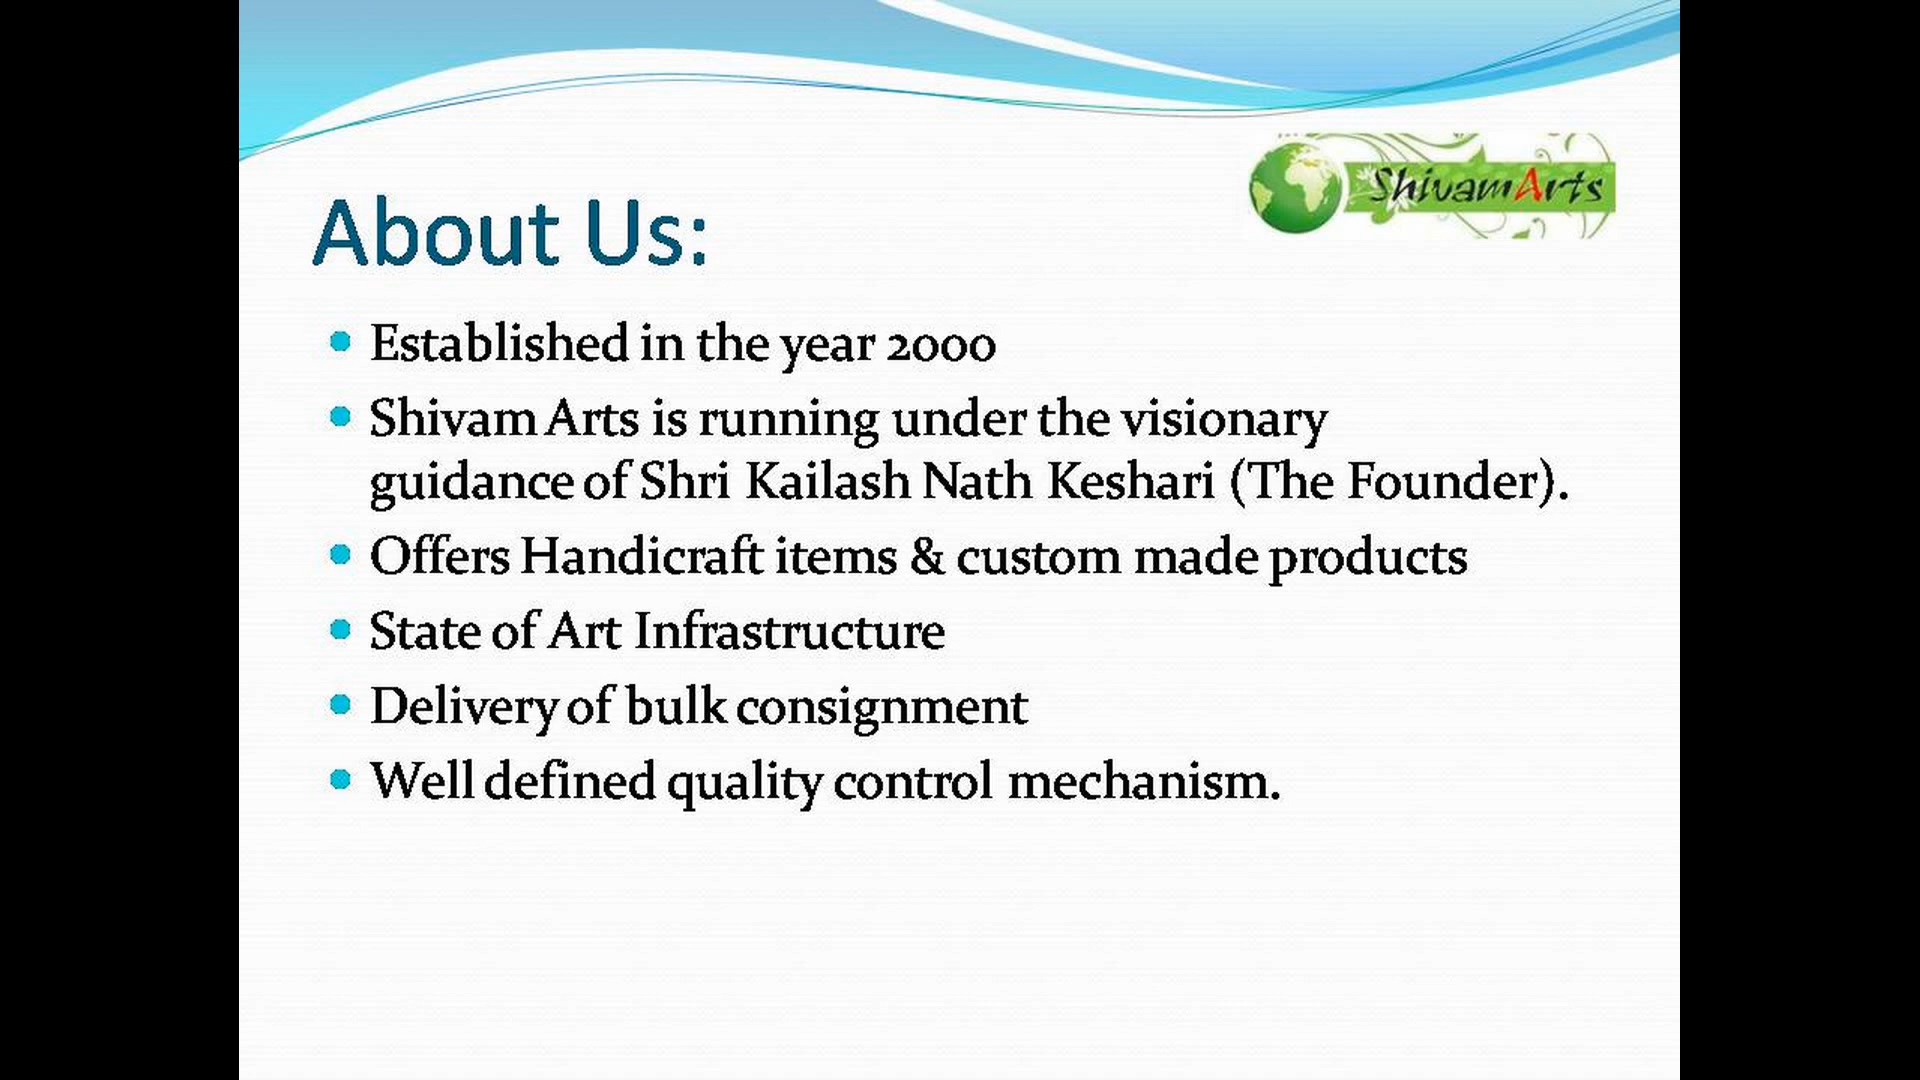 ShivamArts
About Us:
• Established in the year 2000
• Shivam Arts is running under the visionary
guidance of Shri Kailash Nath Keshari (The Founder).
• Offers Handicraft items & custom made products
• State of Art Infrastructure
• Delivery of bulk consignment
• Well defined quality control mechanism.